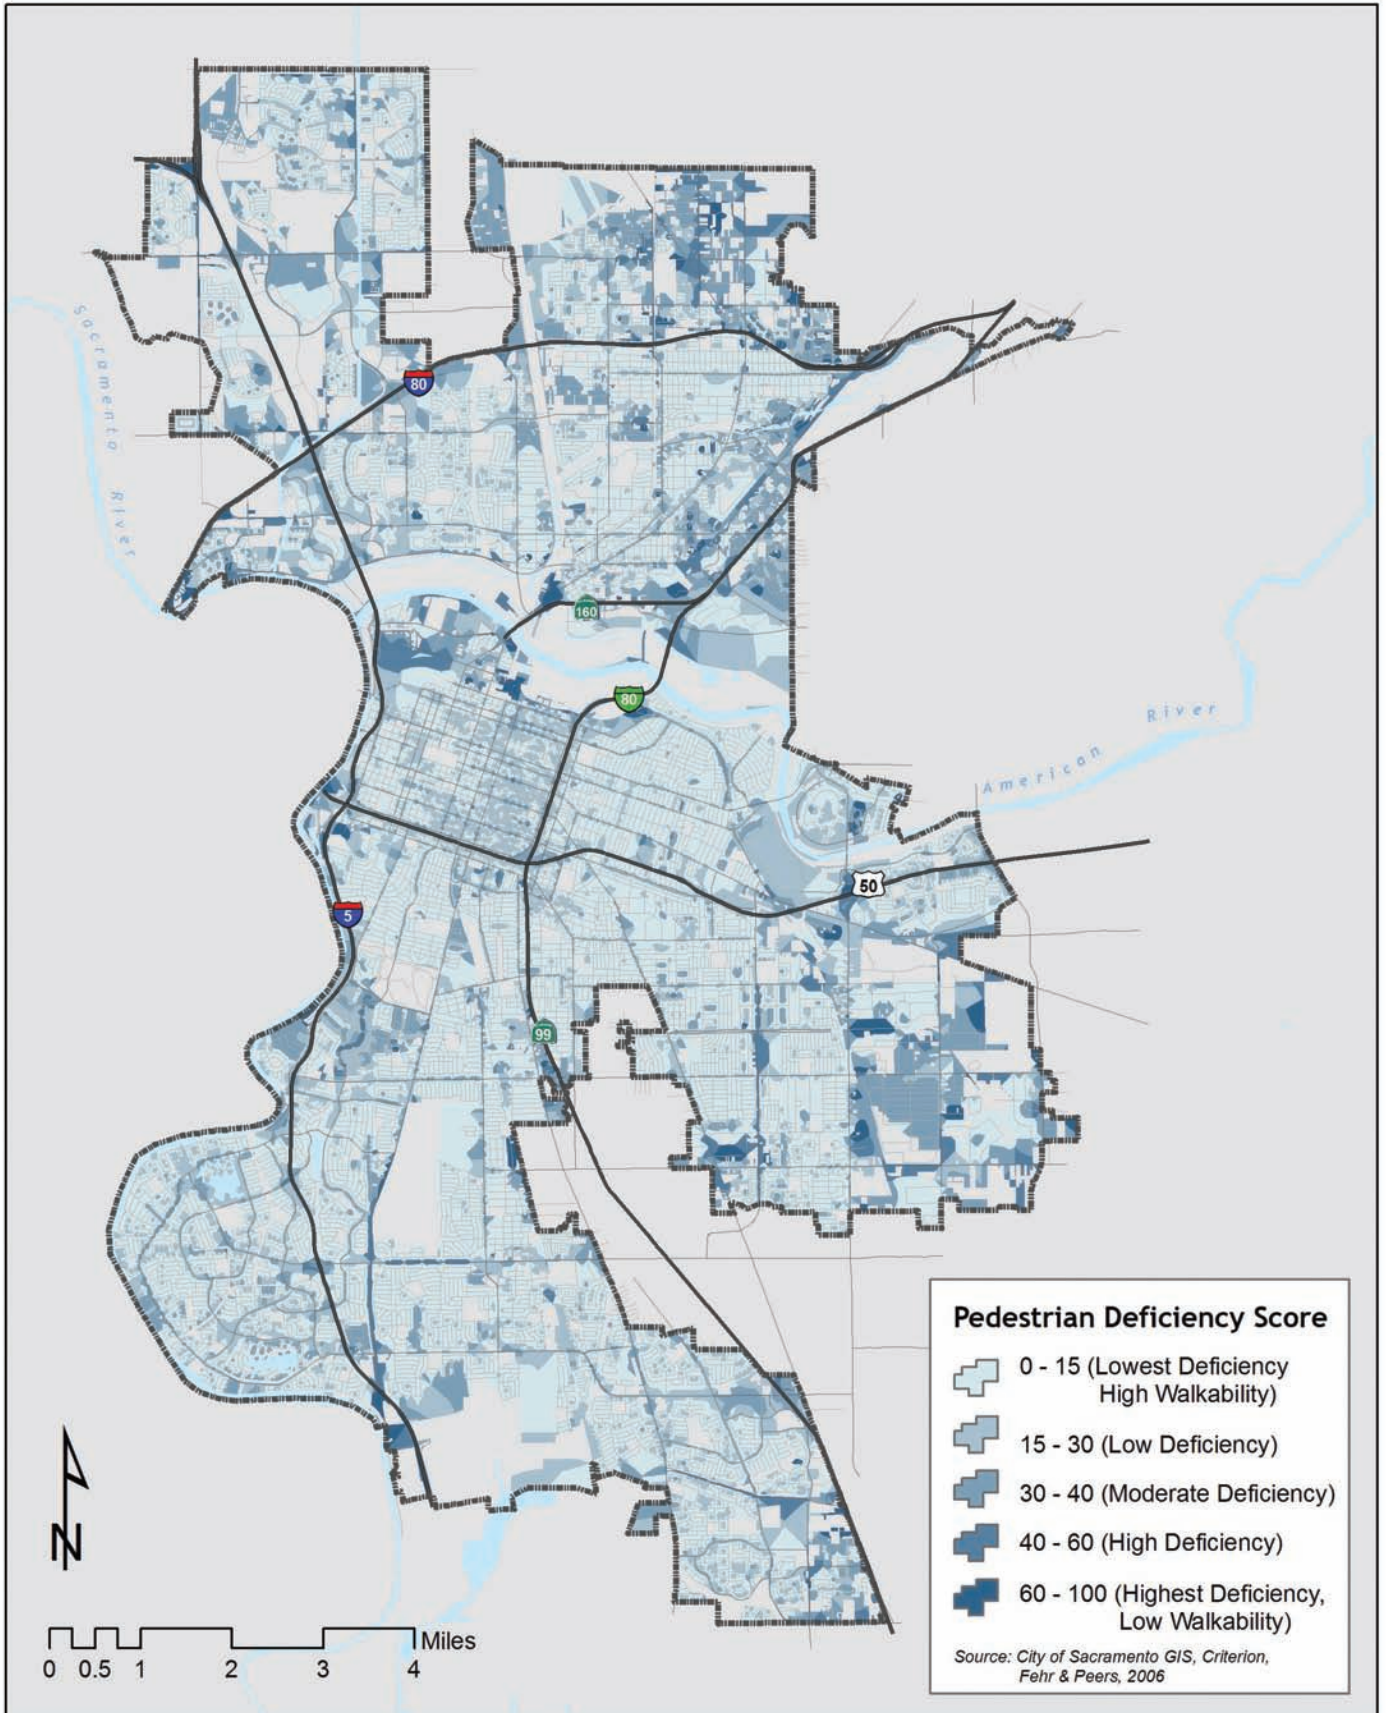 Sacramento River
80
160
80
River
American
50
5
99
Pedestrian Deficiency Score
0 - 15 (Lowest Deficiency
High Walkability)
15 - 30 (Low Deficiency)
30 - 40 (Moderate Deficiency)
40 - 60 (High Deficiency)
60 - 100 (Highest Deficiency,
Low Walkability)
Source: City of Sacramento GIS, Criterion,
Fehr & Peers, 2006
N
Miles
0 0.5 1 2 3 4